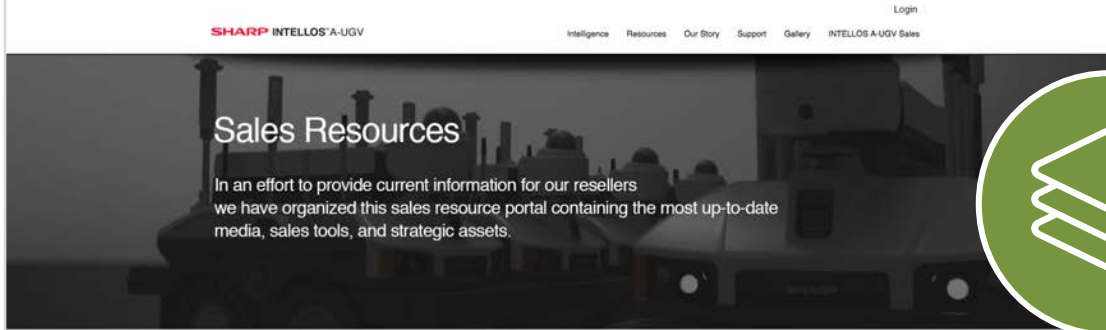 Login
SHARP INTELLOS™A-UGV
Intelligence Resources Our Story Support Gallery INTELLOS A-UGV Sales
Sales Resources
In an effort to provide current information for our resellers
we have organized this sales resource portal containing the most up-to-date
media, sales tools, and strategic assets.
SHARP